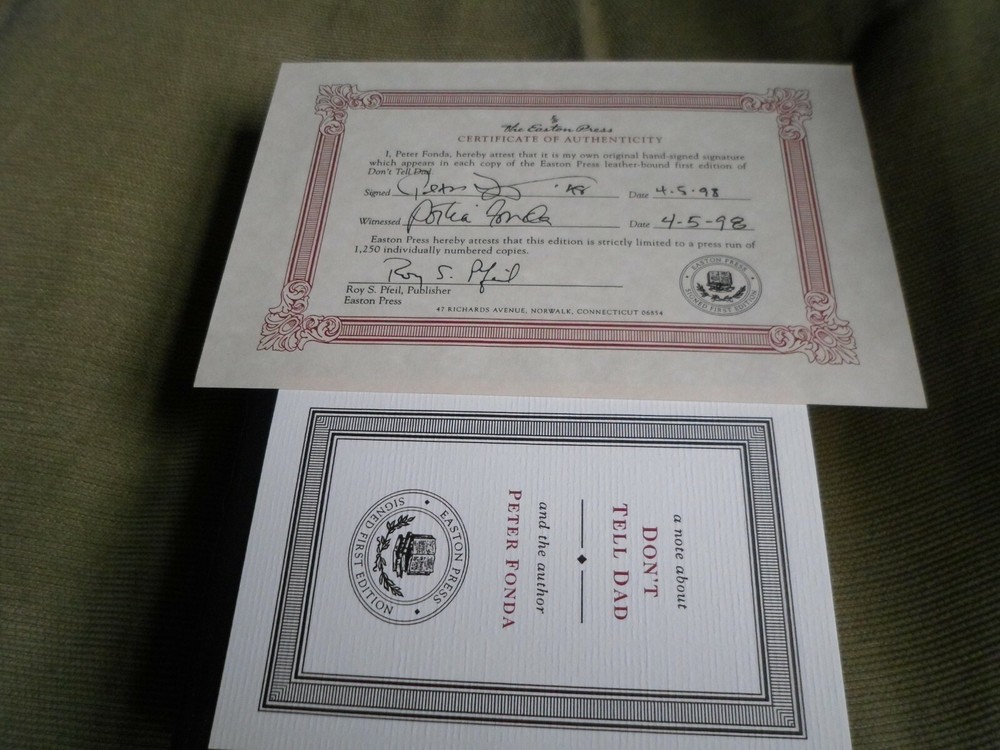 The Easton Press
CERTIFICATE OF AUTHENTICITY
I, Peter Fonda, hereby attest that it is my own original hand-signed signature
which appears in each copy of the Easton Press leather-bound first edition of
Don't Tell Dad.
Signed Date 4·5·98
Witnessed Portia Fonda Date 4-5-98
Easton Press hereby attests that this edition is strictly limited to a press run of
1,250 individually numbered copies.
Roy S. Pfeil
Roy S. Pfeil, Publisher
Easton Press
47 RICHARDS AVENUE, NORWALK, CONNECTICUT 06854
EASTON PRESS
SIGNED FIRST EDITION
a note about
DON'T
TELL DAD
and the author
PETER FONDA
EASTON PRESS
SIGNED FIRST EDITION